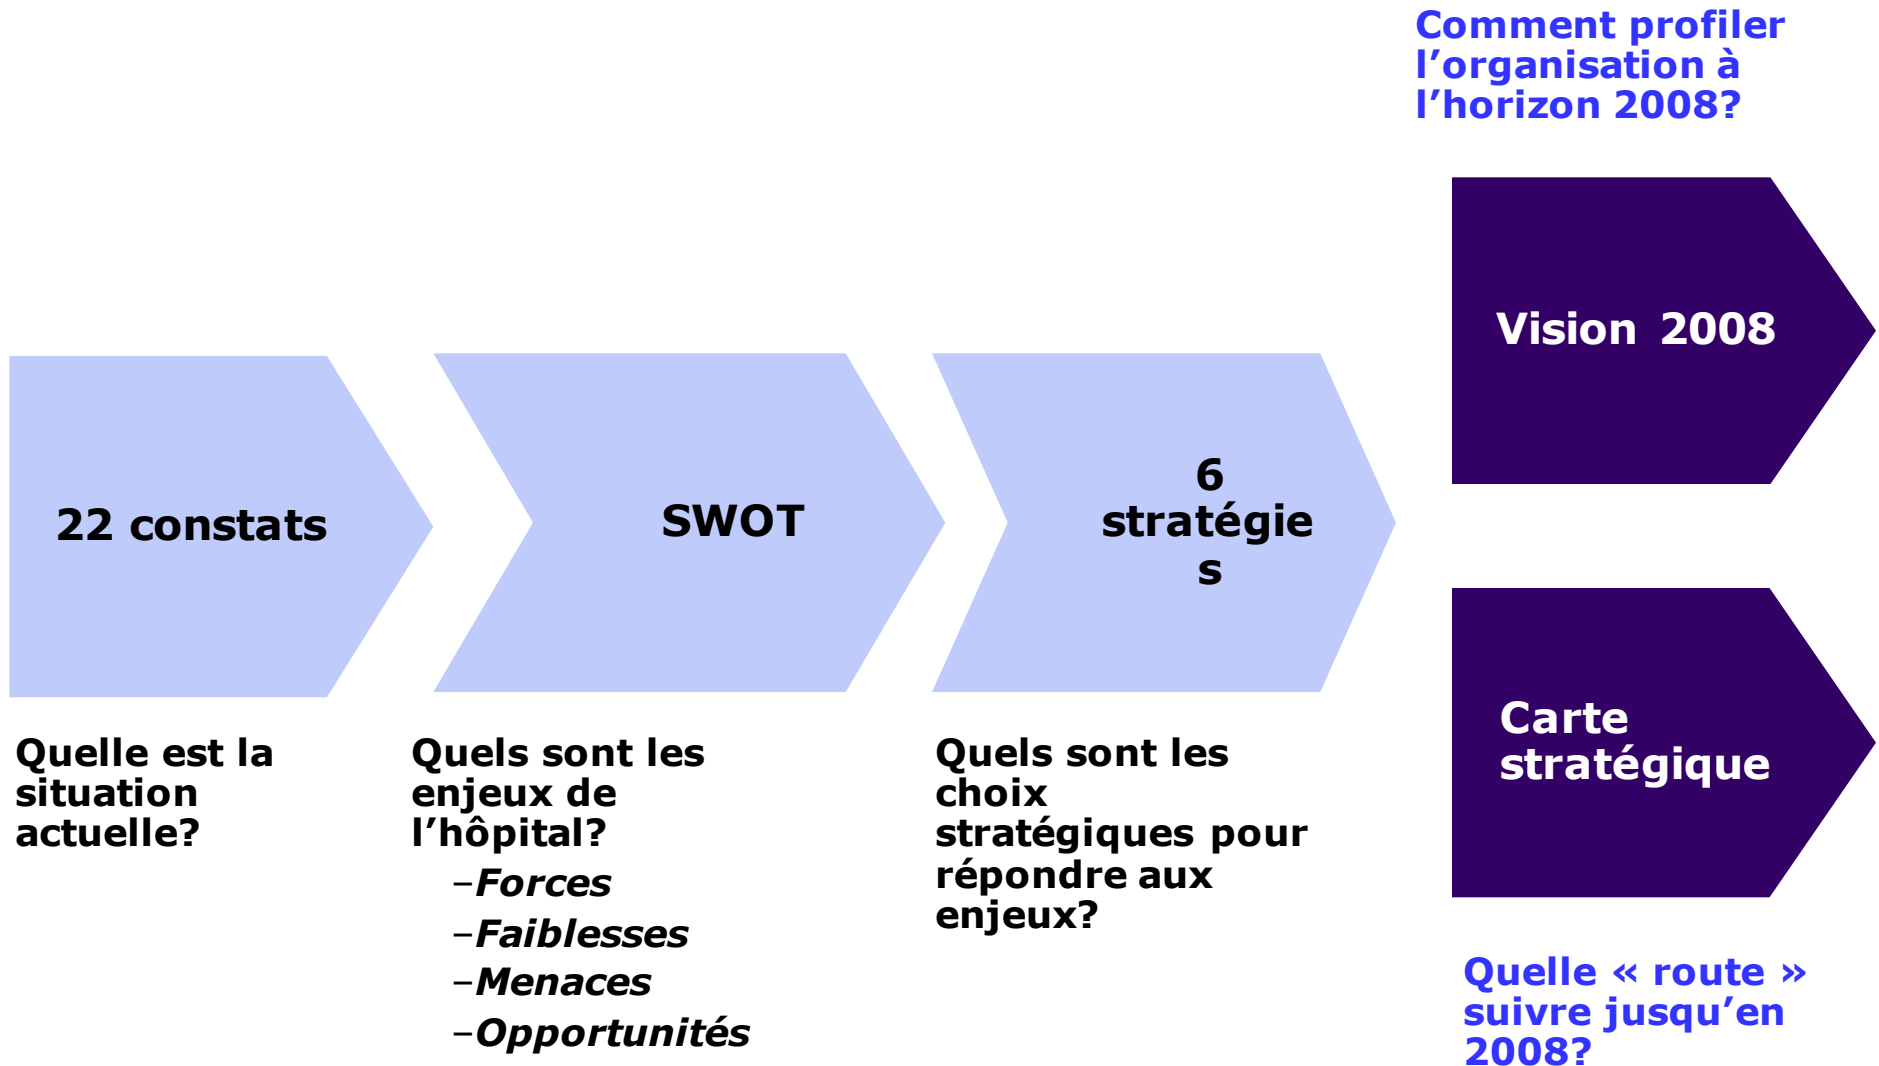 Comment profiler
l’organisation à
l’horizon 2008?
Vision 2008
22 constats
SWOT
6
stratégie
s
Carte
stratégique
Quelle est la
situation
actuelle?
Quels sont les
enjeux de
l’hôpital?
–Forces
–Faiblesses
–Menaces
–Opportunités
Quels sont les
choix
stratégiques pour
répondre aux
enjeux?
Quelle « route »
suivre jusqu’en
2008?